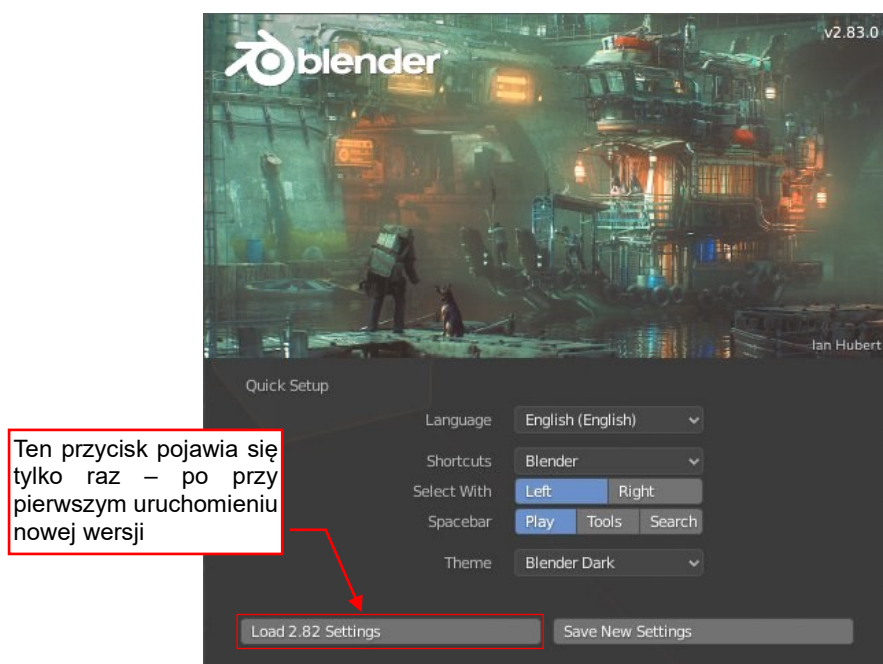 blender
v2.83.0
Ian Hubert
Quick Setup
Language English (English)
Ten przycisk pojawia się
tylko raz – po przy
pierwszym uruchomieniu
nowej wersji
Shortcuts Blender
Select With Left Right
Spacebar Play Tools Search
Theme Blender Dark
Load 2.82 Settings Save New Settings